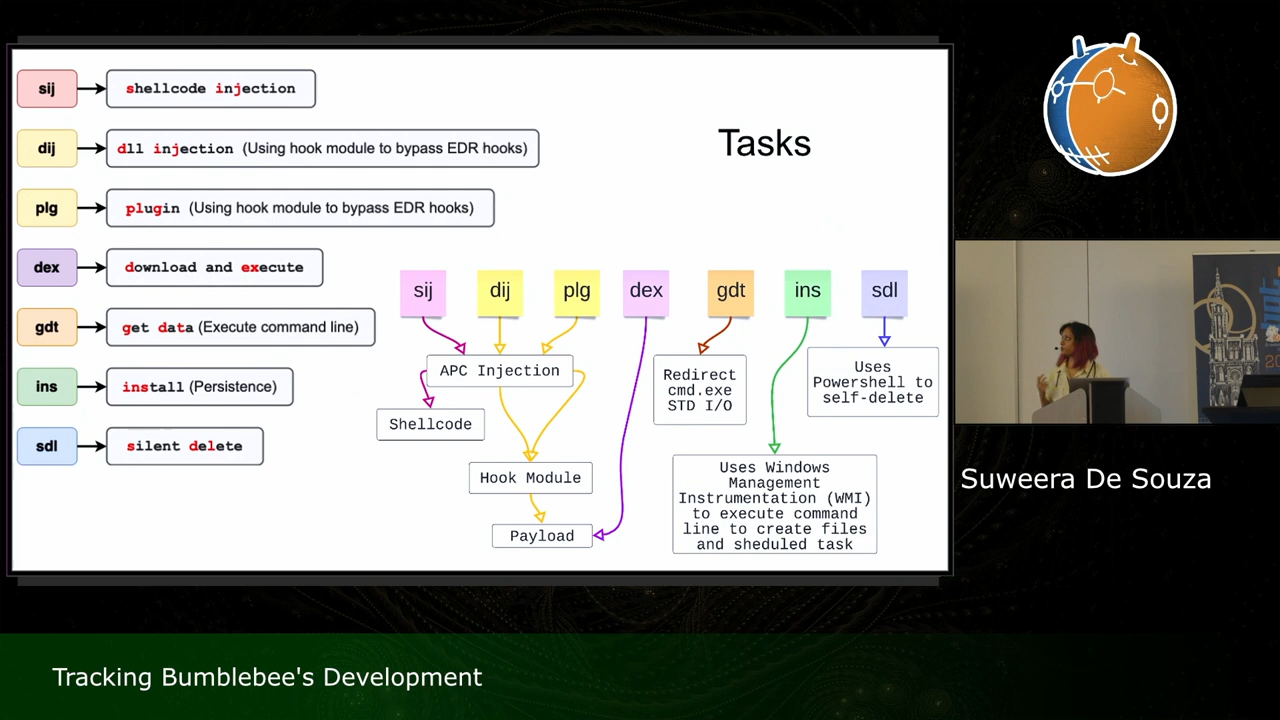 Tasks
sij
shellcode injection
dij
dll injection (Using hook module to bypass EDR hooks)
plg
plugin (Using hook module to bypass EDR hooks)
dex
download and execute
gdt
get data (Execute command line)
ins
install (Persistence)
sdl
silent delete
sij
dij
plg
dex
gdt
ins
sdl
APC Injection
Shellcode
Hook Module
Payload
Redirect
cmd.exe
STD I/O
Uses Windows
Management
Instrumentation (WMI)
to execute command
line to create files
and sheduled task
Uses
Powershell to
self-delete
Suweera De Souza
Tracking Bumblebee's Development